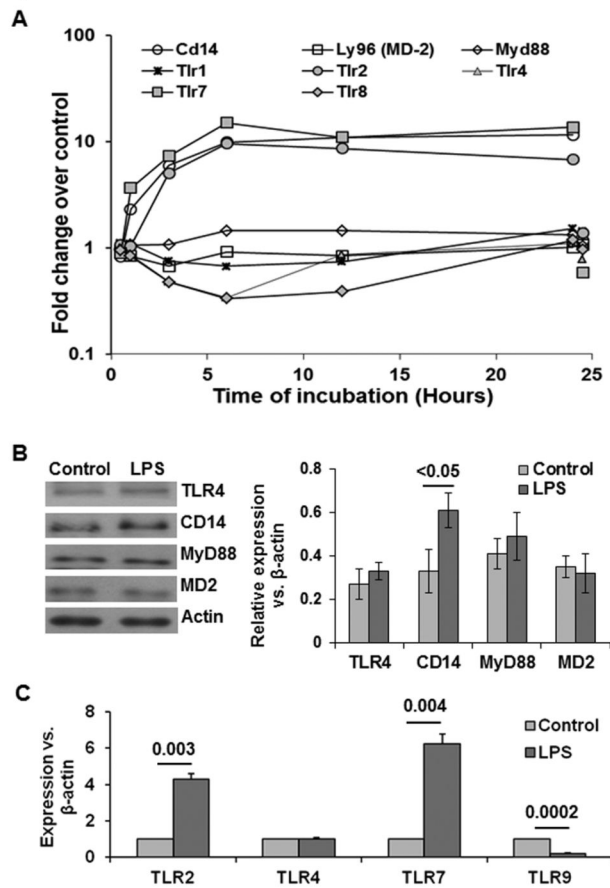 A
100
10
1
0.1
Fold change over control
Cd14
Ly96 (MD-2)
Myd88
Tlr1
Tlr2
Tlr4
Tlr7
Tlr8
0
5
10
15
20
25
Time of incubation (Hours)
B
Control LPS
TLR4
CD14
MyD88
MD2
Actin
Relative expression
vs. β-actin
0.8
0.6
0.4
0.2
0
<0.05
Control
LPS
TLR4
CD14
MyD88
MD2
C
Expression vs.
β-actin
8
6
4
2
0
0.003
0.004
0.0002
Control
LPS
TLR2
TLR4
TLR7
TLR9